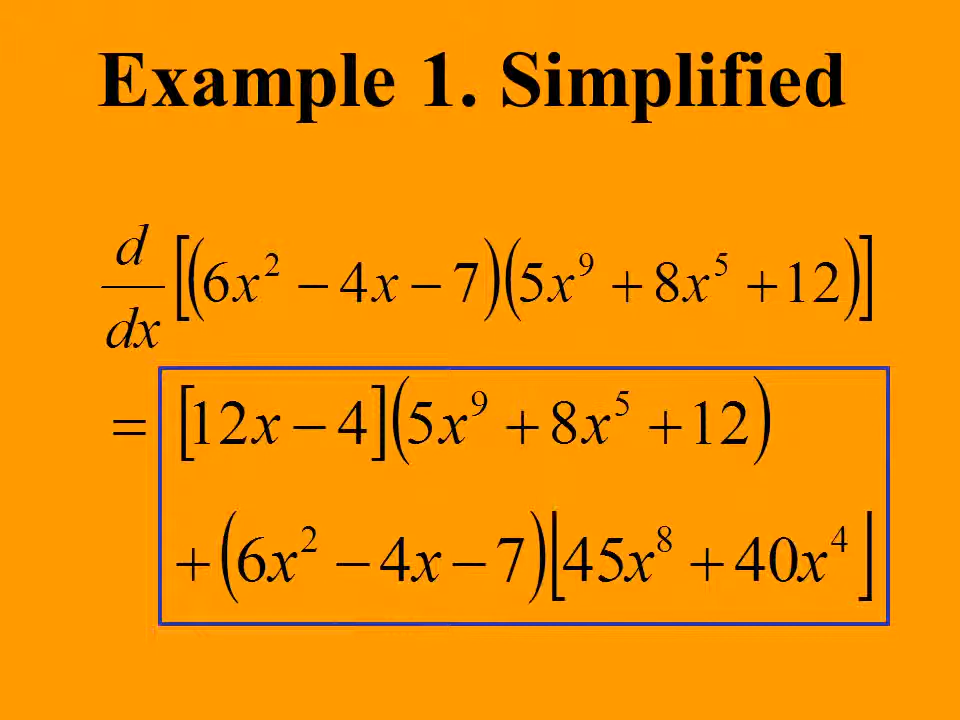 Example 1. Simplified
d/dx [(6x² − 4x − 7)(5x⁹ + 8x⁵ + 12)]
= [12x − 4](5x⁹ + 8x⁵ + 12)
+ (6x² − 4x − 7)[45x⁸ + 40x⁴]